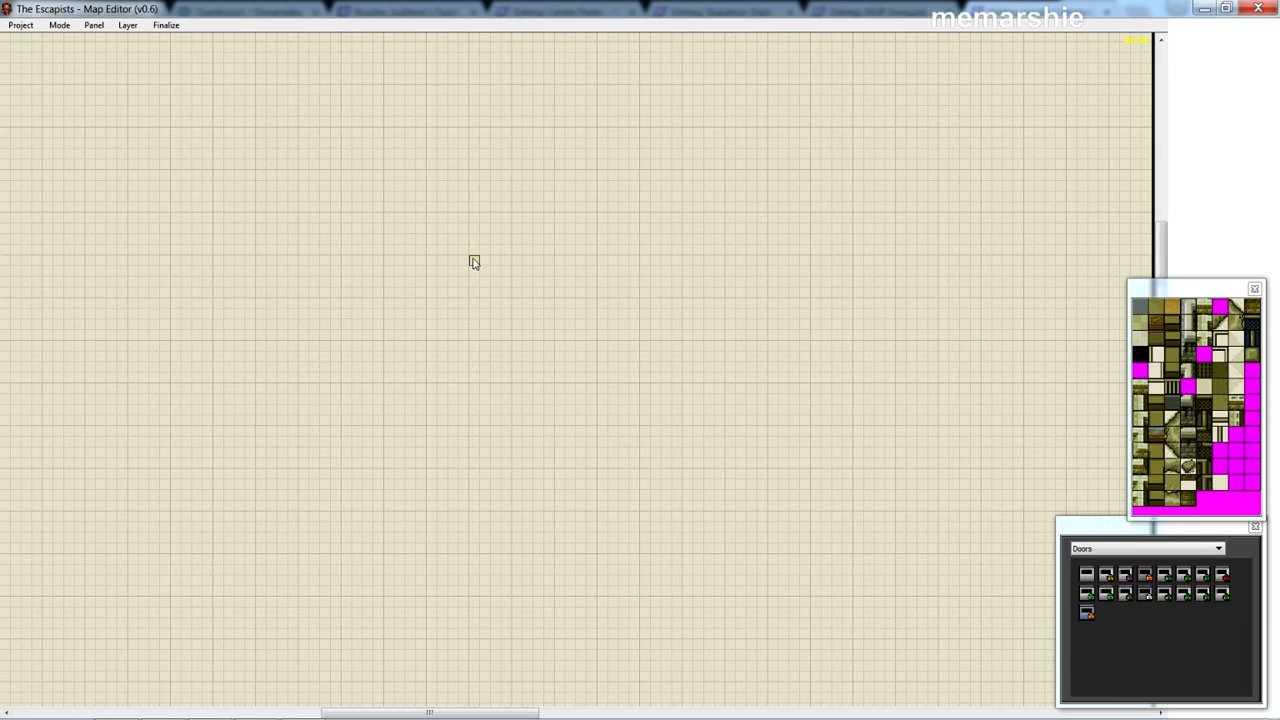 The Escapists - Map Editor (v0.6)
memarshie
Project Mode Panel Layer Finalize
Doors